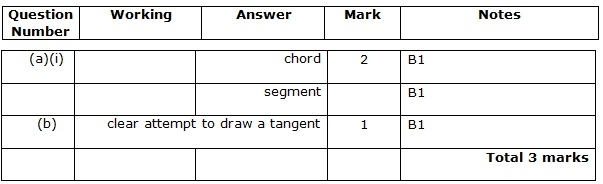 Question Number Working Answer Mark Notes
(a)(i) chord 2 B1
segment B1
(b) clear attempt to draw a tangent 1 B1
Total 3 marks